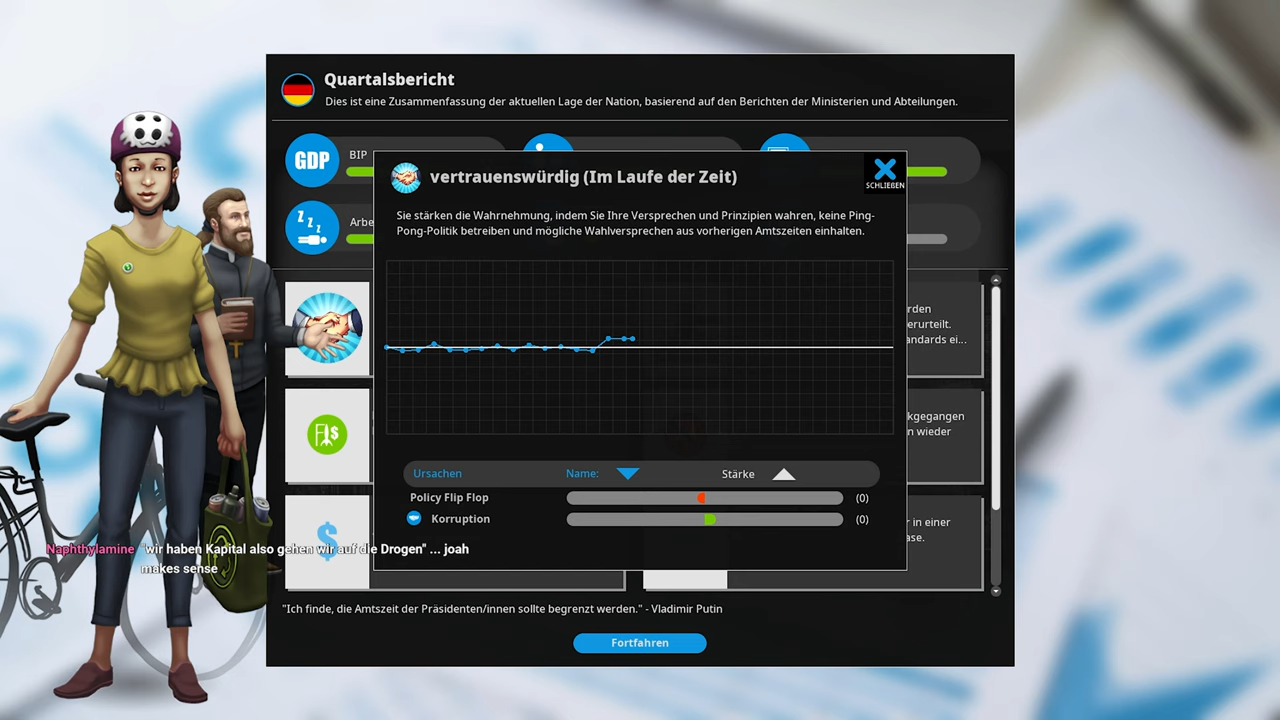 Quartalsbericht
Dies ist eine Zusammenfassung der aktuellen Lage der Nation, basierend auf den Berichten der Ministerien und Abteilungen.
GDP BIP
vertrauenswürdig (Im Laufe der Zeit)
SCHLIEßEN
Sie stärken die Wahrnehmung, indem Sie Ihre Versprechen und Prinzipien wahren, keine Ping-
Pong-Politik betreiben und mögliche Wahlversprechen aus vorherigen Amtszeiten einhalten.
Z Z Z Arbe
rden
erurteilt.
andards ei...
kgegangen
n wieder
Ursachen Name: Stärke
Policy Flip Flop (0)
Korruption (0)
r in einer
ase.
Naphthylamine "wir haben Kapital also gehen wir auf die Drogen" ... joah
makes sense
"Ich finde, die Amtszeit der Präsidenten/innen sollte begrenzt werden." - Vladimir Putin
Fortfahren